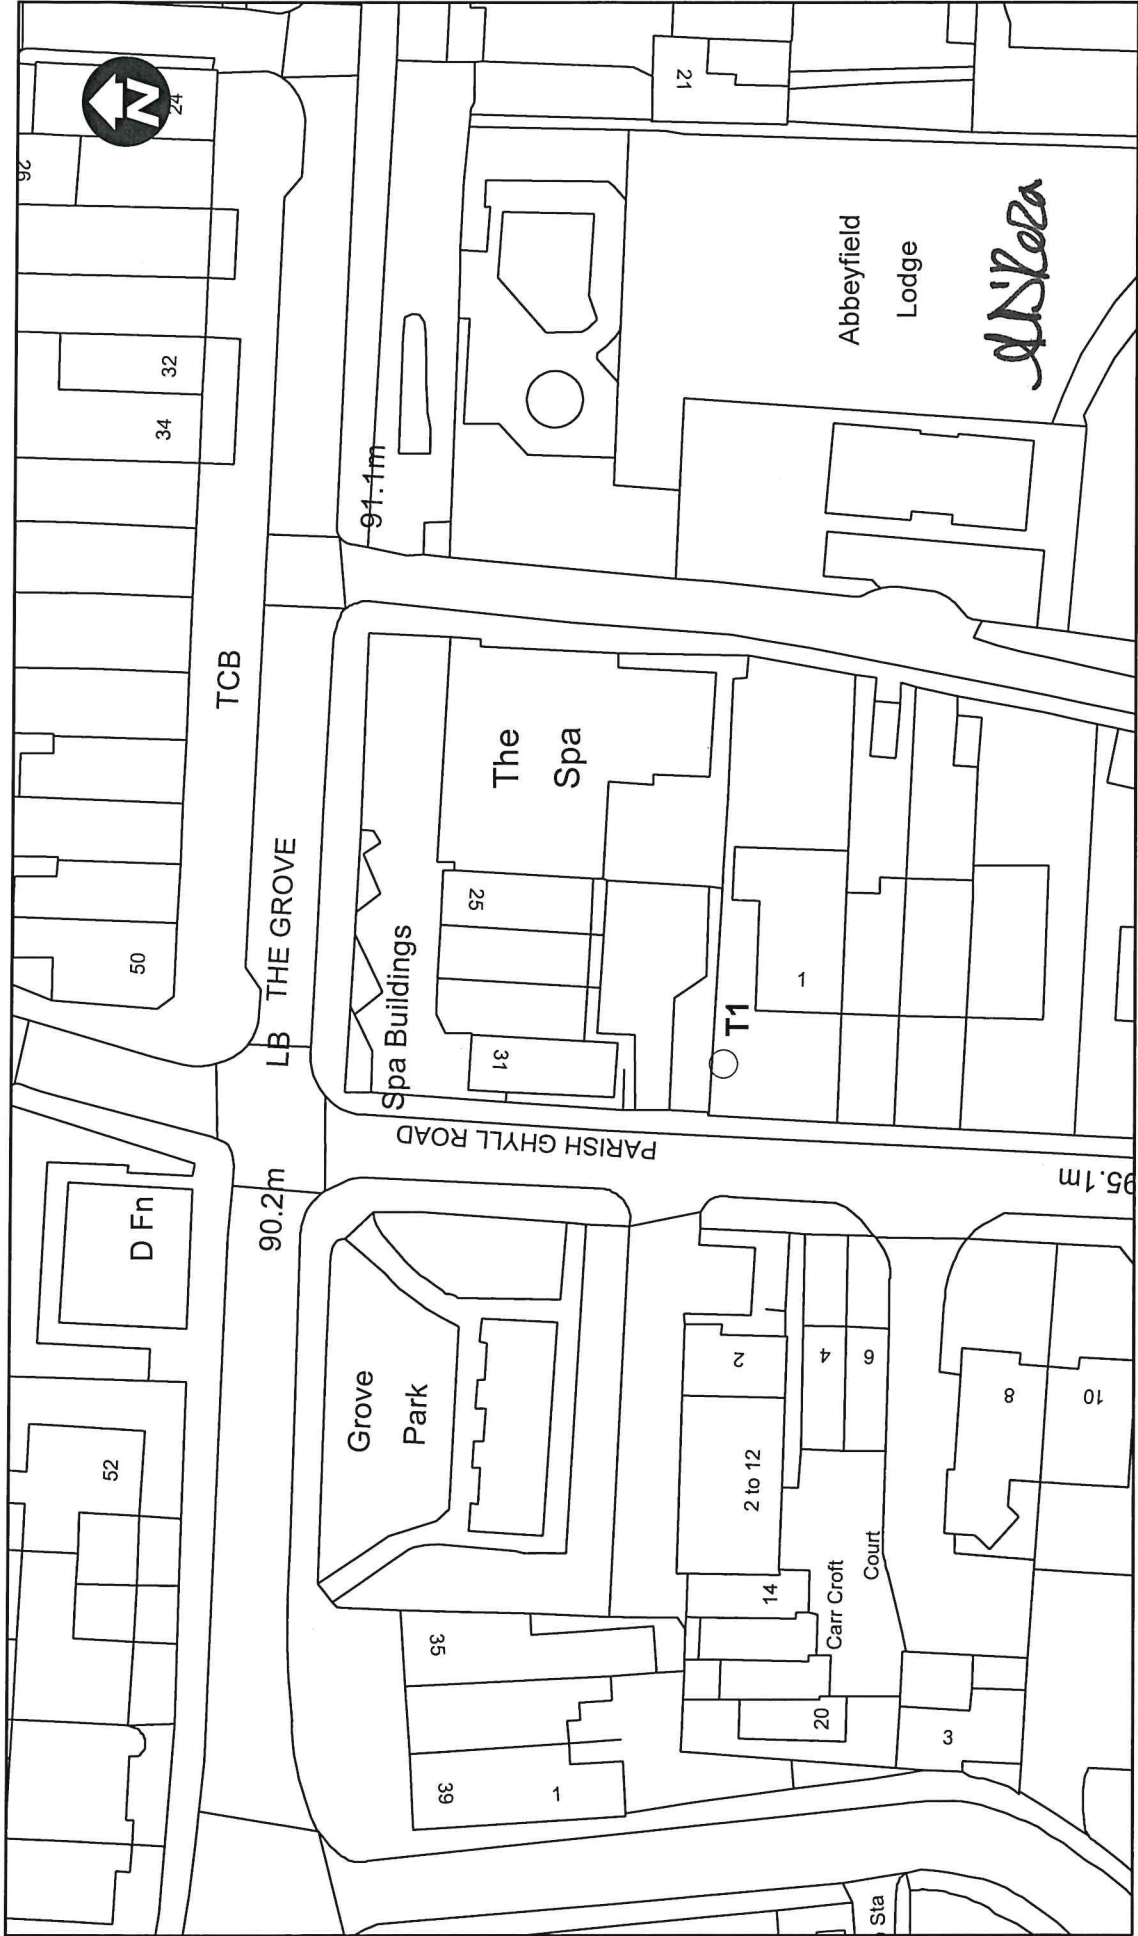 N
24
26
21
32
34
Abbeyfield
Lodge
91.1m
TCB
The
Spa
THE GROVE
LB
50
25
Spa Buildings
31
T1
1
PARISH GHYLL ROAD
95.1m
90.2m
D Fn
Grove
Park
52
2
4
6
8
10
2 to 12
14
Carr Croft
Court
20
3
35
39
1
Sta